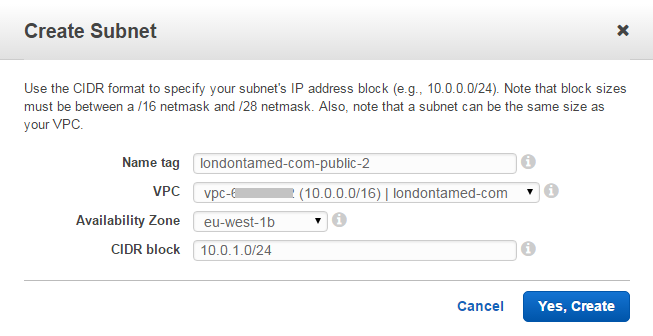 Create Subnet
Use the CIDR format to specify your subnet's IP address block (e.g., 10.0.0.0/24). Note that block sizes
must be between a /16 netmask and /28 netmask. Also, note that a subnet can be the same size as
your VPC.
Name tag londontamed-com-public-2
VPC vpc-6 (10.0.0.0/16) | londontamed-com
Availability Zone eu-west-1b
CIDR block 10.0.1.0/24
Cancel Yes, Create